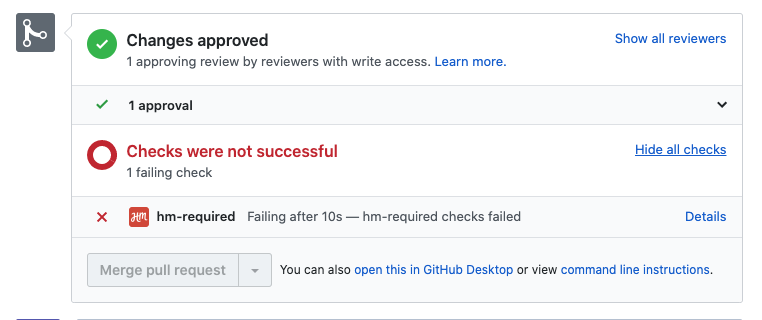 Changes approved
Show all reviewers
1 approving review by reviewers with write access. Learn more.
1 approval
Checks were not successful
Hide all checks
1 failing check
HM hm-required Failing after 10s — hm-required checks failed Details
Merge pull request You can also open this in GitHub Desktop or view command line instructions.